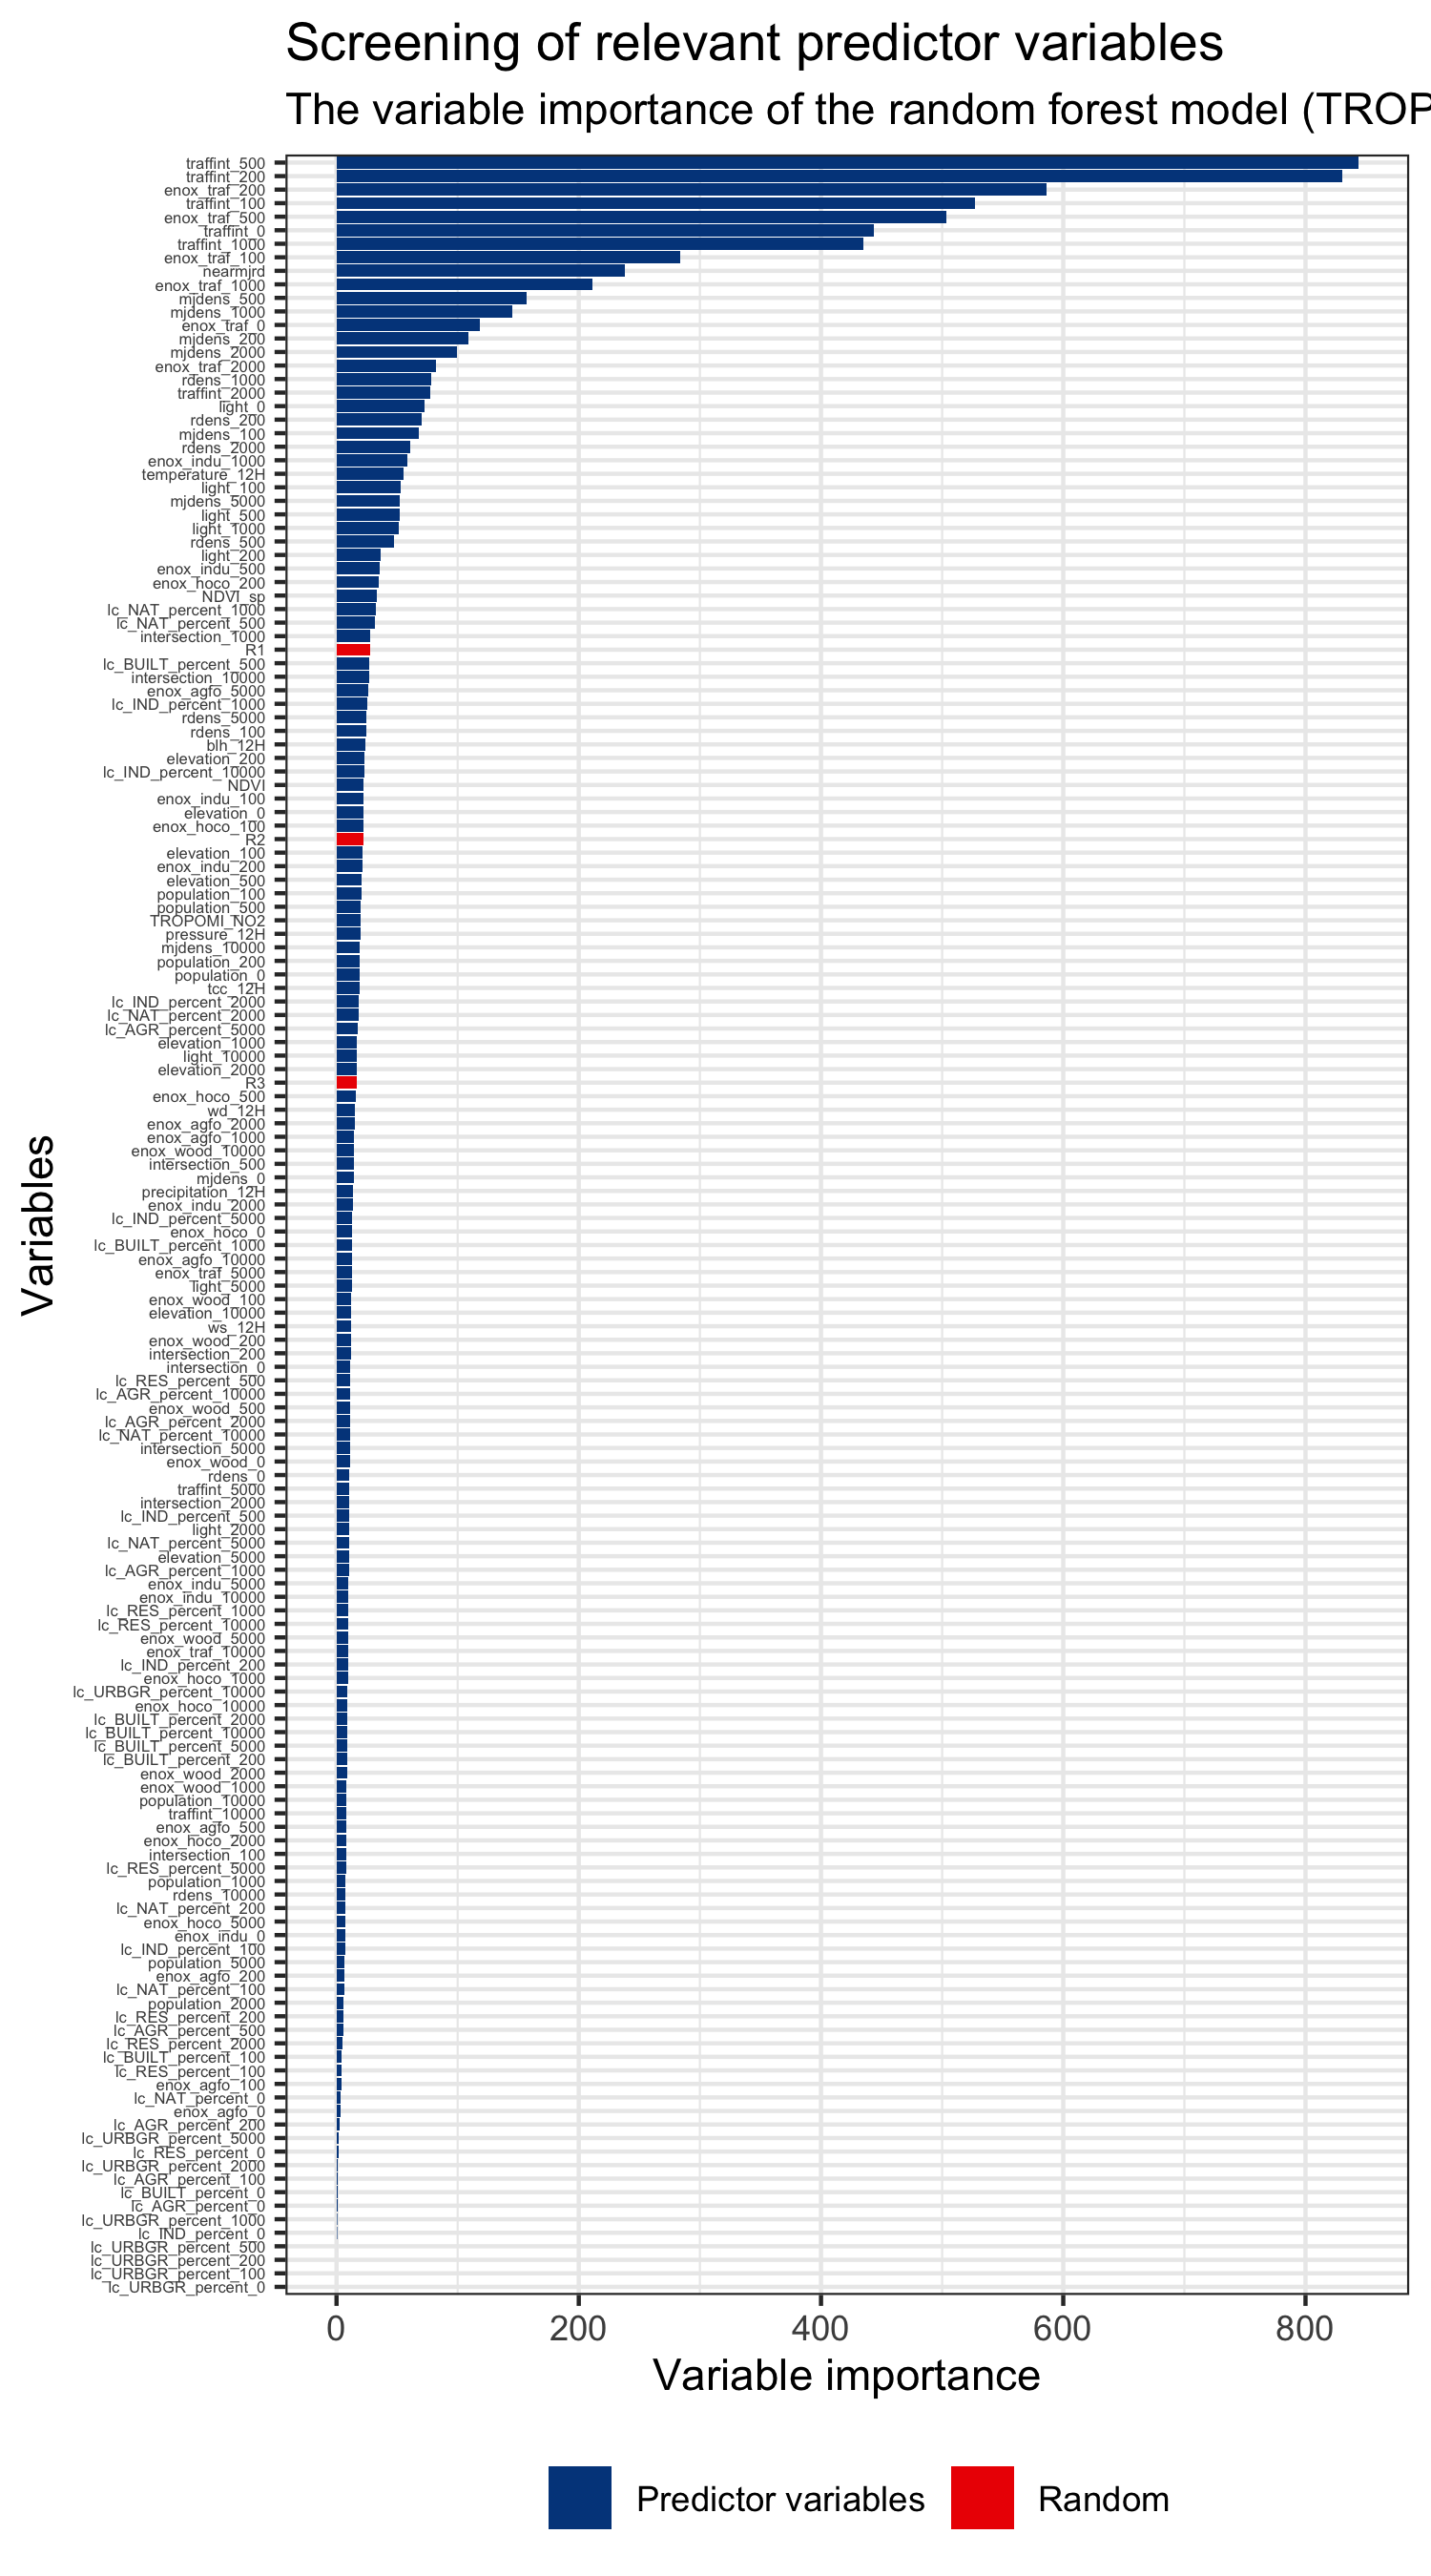 Screening of relevant predictor variables
The variable importance of the random forest model (TROP
traffint_500
traffint_200
enox_traf_200
traffint_100
enox_traf_500
traffint_0
traffint_1000
enox_traf_100
nearmjrd
enox_traf_1000
mjdens_500
mjdens_1000
enox_traf_0
mjdens_200
mjdens_2000
enox_traf_2000
rdens_1000
traffint_2000
light_0
rdens_200
mjdens_100
rdens_2000
enox_indu_1000
temperature_12H
light_100
mjdens_5000
light_500
light_1000
rdens_500
light_200
enox_indu_500
enox_hoco_200
NDVI_sp
lc_NAT_percent_1000
lc_NAT_percent_500
intersection_1000
R1
lc_BUILT_percent_500
intersection_10000
enox_agfo_5000
lc_IND_percent_1000
rdens_5000
rdens_100
blh_12H
elevation_200
lc_IND_percent_10000
NDVI
enox_indu_100
elevation_0
enox_hoco_100
R2
elevation_100
enox_indu_200
elevation_500
population_100
population_500
TROPOMI_NO2
pressure_12H
mjdens_10000
population_200
population_0
tcc_12H
lc_IND_percent_2000
lc_NAT_percent_2000
lc_AGR_percent_5000
elevation_1000
light_10000
elevation_2000
R3
enox_hoco_500
wd_12H
enox_agfo_2000
enox_agfo_1000
enox_wood_10000
intersection_500
mjdens_0
precipitation_12H
enox_indu_2000
lc_IND_percent_5000
enox_hoco_0
lc_BUILT_percent_1000
enox_agfo_10000
enox_traf_5000
light_5000
enox_wood_100
elevation_10000
ws_12H
enox_wood_200
intersection_200
intersection_0
lc_RES_percent_500
lc_AGR_percent_10000
enox_wood_500
lc_AGR_percent_2000
lc_NAT_percent_10000
intersection_5000
enox_wood_0
rdens_0
traffint_5000
intersection_2000
lc_IND_percent_500
light_2000
lc_NAT_percent_5000
elevation_5000
lc_AGR_percent_1000
enox_indu_5000
enox_indu_10000
lc_RES_percent_1000
lc_RES_percent_10000
enox_wood_5000
enox_traf_10000
lc_IND_percent_200
enox_hoco_1000
lc_URBGR_percent_10000
enox_hoco_10000
lc_BUILT_percent_2000
lc_BUILT_percent_10000
lc_BUILT_percent_5000
lc_BUILT_percent_200
enox_wood_2000
enox_wood_1000
population_10000
traffint_10000
enox_agfo_500
enox_hoco_2000
intersection_100
lc_RES_percent_5000
population_1000
rdens_10000
lc_NAT_percent_200
enox_hoco_5000
enox_indu_0
lc_IND_percent_100
population_5000
enox_agfo_200
lc_NAT_percent_100
population_2000
lc_RES_percent_200
lc_AGR_percent_500
lc_RES_percent_2000
lc_BUILT_percent_100
lc_RES_percent_100
enox_agfo_100
lc_NAT_percent_0
enox_agfo_0
lc_AGR_percent_200
lc_URBGR_percent_5000
lc_RES_percent_0
lc_URBGR_percent_2000
lc_AGR_percent_100
lc_BUILT_percent_0
lc_AGR_percent_0
lc_URBGR_percent_1000
lc_IND_percent_0
lc_URBGR_percent_500
lc_URBGR_percent_200
lc_URBGR_percent_100
lc_URBGR_percent_0
Variables
0 200 400 600 800
Variable importance
Predictor variables Random